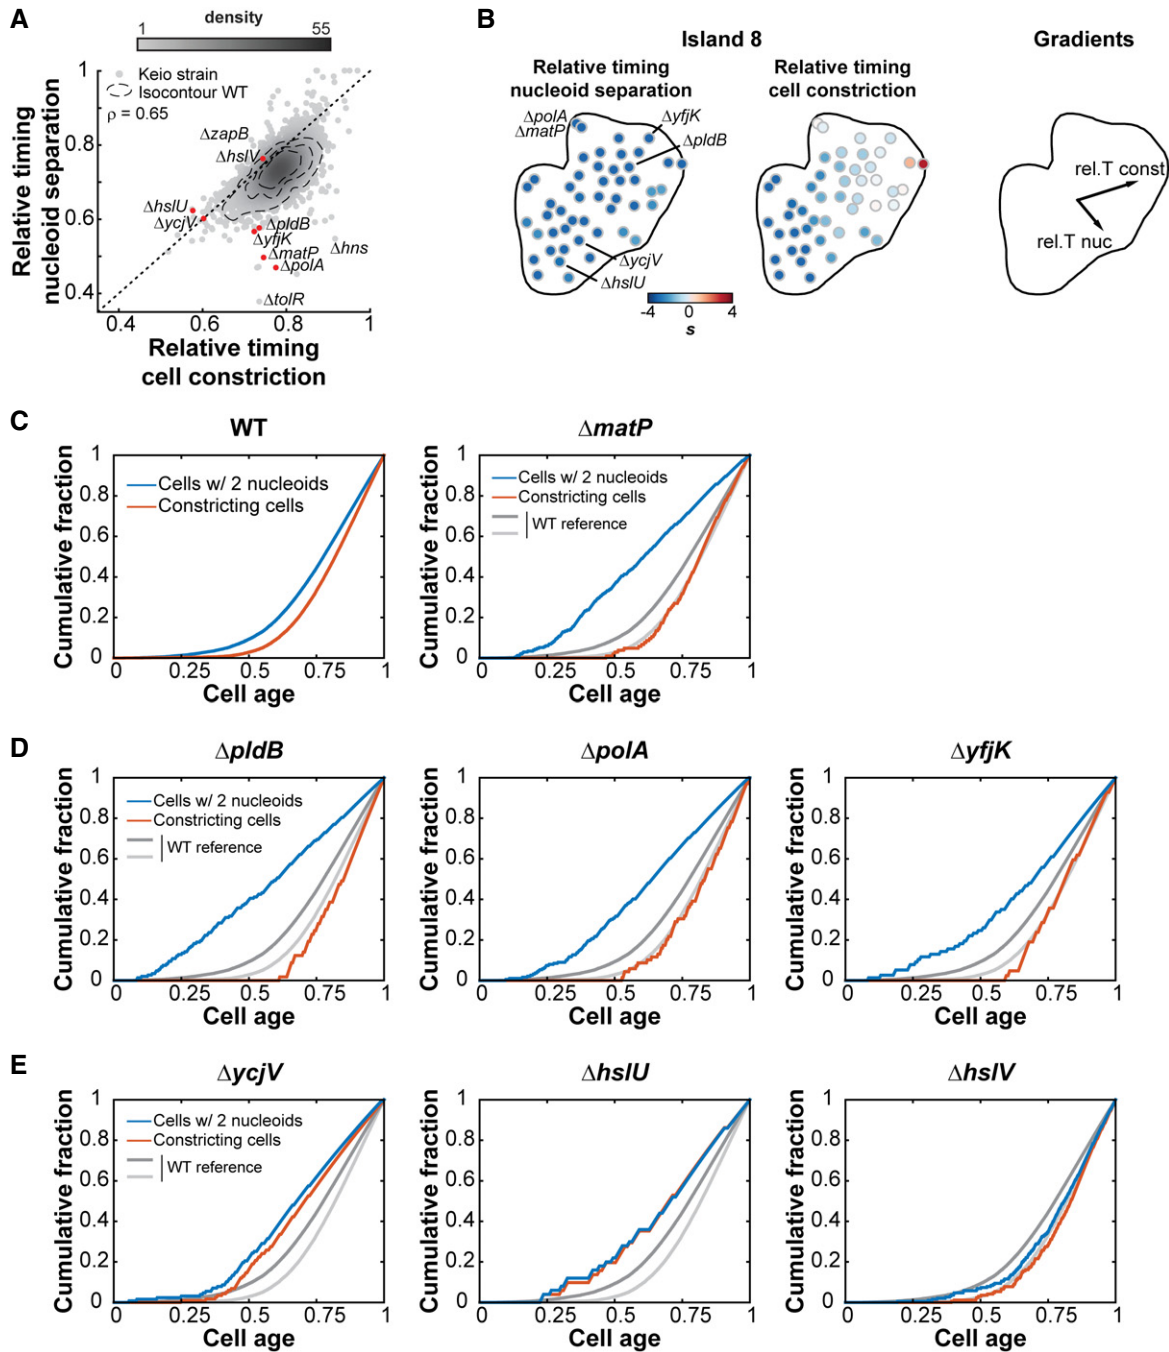 A
density
1
55
Keio strain
Isocontour WT
ρ = 0.65
ΔzapB
ΔhslV
ΔhslU
ΔycjV
ΔpldB
ΔyfjK
Δhns
ΔmatP
ΔpolA
ΔtolR
1
0.8
0.6
0.4
0.4
0.6
0.8
1
Relative timing
nucleoid separation
Relative timing
cell constriction
B
Island 8
Gradients
Relative timing
nucleoid separation
Relative timing
cell constriction
ΔpolA
ΔmatP
ΔyfjK
ΔpldB
ΔycjV
ΔhslU
-4
0
4
s
rel.T const
rel.T nuc
C
WT
Cumulative fraction
1
0.8
0.6
0.4
0.2
0
Cells w/ 2 nucleoids
Constricting cells
0
0.25
0.5
0.75
1
Cell age
ΔmatP
Cumulative fraction
1
0.8
0.6
0.4
0.2
0
Cells w/ 2 nucleoids
Constricting cells
WT reference
0
0.25
0.5
0.75
1
Cell age
D
ΔpldB
Cumulative fraction
1
0.8
0.6
0.4
0.2
0
Cells w/ 2 nucleoids
Constricting cells
WT reference
0
0.25
0.5
0.75
1
Cell age
ΔpolA
Cumulative fraction
1
0.8
0.6
0.4
0.2
0
0
0.25
0.5
0.75
1
Cell age
ΔyfjK
Cumulative fraction
1
0.8
0.6
0.4
0.2
0
0
0.25
0.5
0.75
1
Cell age
E
ΔycjV
Cumulative fraction
1
0.8
0.6
0.4
0.2
0
Cells w/ 2 nucleoids
Constricting cells
WT reference
0
0.25
0.5
0.75
1
Cell age
ΔhslU
Cumulative fraction
1
0.8
0.6
0.4
0.2
0
0
0.25
0.5
0.75
1
Cell age
ΔhslV
Cumulative fraction
1
0.8
0.6
0.4
0.2
0
0
0.25
0.5
0.75
1
Cell age